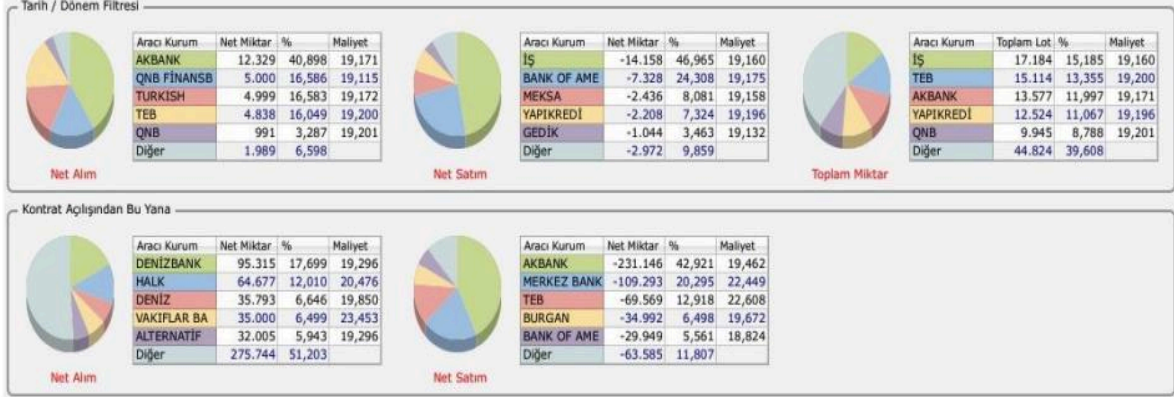 Tarih / Dönem Filtresi
Aracı Kurum Net Miktar % Maliyet
AKBANK 12.329 40,898 19,171
QNB FİNANSB 5.000 16,586 19,115
TURKISH 4.999 16,583 19,172
TEB 4.838 16,049 19,200
QNB 991 3,287 19,201
Diğer 1.989 6,598
Net Alım
Aracı Kurum Net Miktar % Maliyet
İŞ -14.158 46,965 19,160
BANK OF AME -7.328 24,308 19,175
MEKSA -2.436 8,081 19,158
YAPIKREDİ -2.208 7,324 19,196
GEDİK -1.044 3,463 19,132
Diğer -2.972 9,859
Net Satım
Aracı Kurum Toplam Lot % Maliyet
İŞ 17.184 15,185 19,160
TEB 15.114 13,355 19,200
AKBANK 13.577 11,997 19,171
YAPIKREDİ 12.524 11,067 19,196
QNB 9.945 8,788 19,201
Diğer 44.824 39,608
Toplam Miktar
Kontrat Açılışından Bu Yana
Aracı Kurum Net Miktar % Maliyet
DENİZBANK 95.315 17,699 19,296
HALK 64.677 12,010 20,476
DENİZ 35.793 6,646 19,850
VAKIFLAR BA 35.000 6,499 23,453
ALTERNATİF 32.005 5,943 19,296
Diğer 275.744 51,203
Net Alım
Aracı Kurum Net Miktar % Maliyet
AKBANK -231.146 42,921 19,462
MERKEZ BANK -109.293 20,295 22,449
TEB -69.569 12,918 22,608
BURGAN -34.992 6,498 19,672
BANK OF AME -29.949 5,561 18,824
Diğer -63.585 11,807
Net Satım